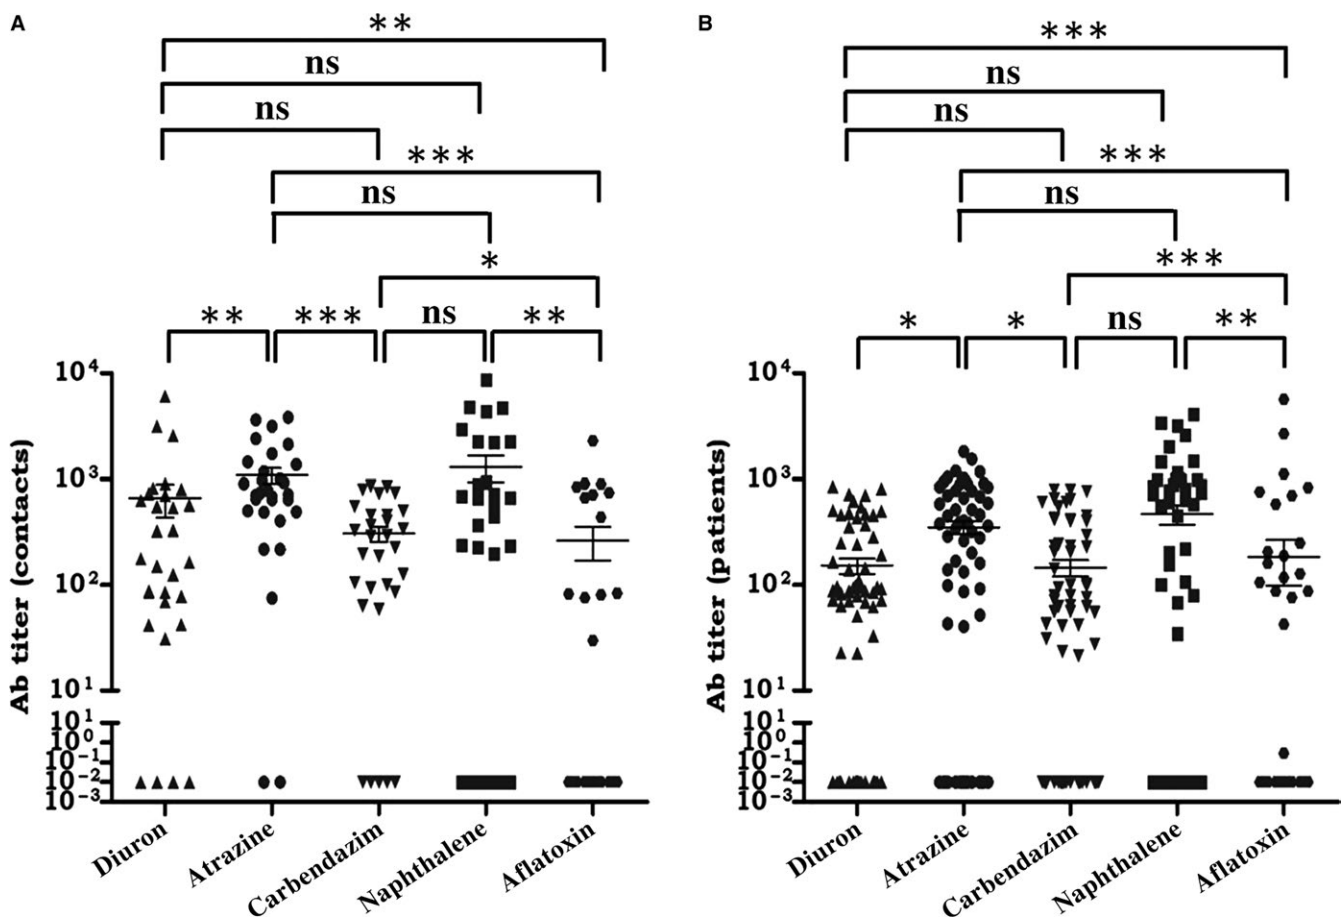 A
**
ns
ns
***
ns
*
** *** ns **
Ab titer (contacts)
10⁴
10³
10²
10¹
10¹
10⁰
10⁻¹
10⁻²
10⁻³
Diuron Atrazine Carbendazim Naphthalene Aflatoxin
B
***
ns
ns
***
ns
***
* * ns **
Ab titer (patients)
10⁴
10³
10²
10¹
10¹
10⁰
10⁻¹
10⁻²
10⁻³
Diuron Atrazine Carbendazim Naphthalene Aflatoxin